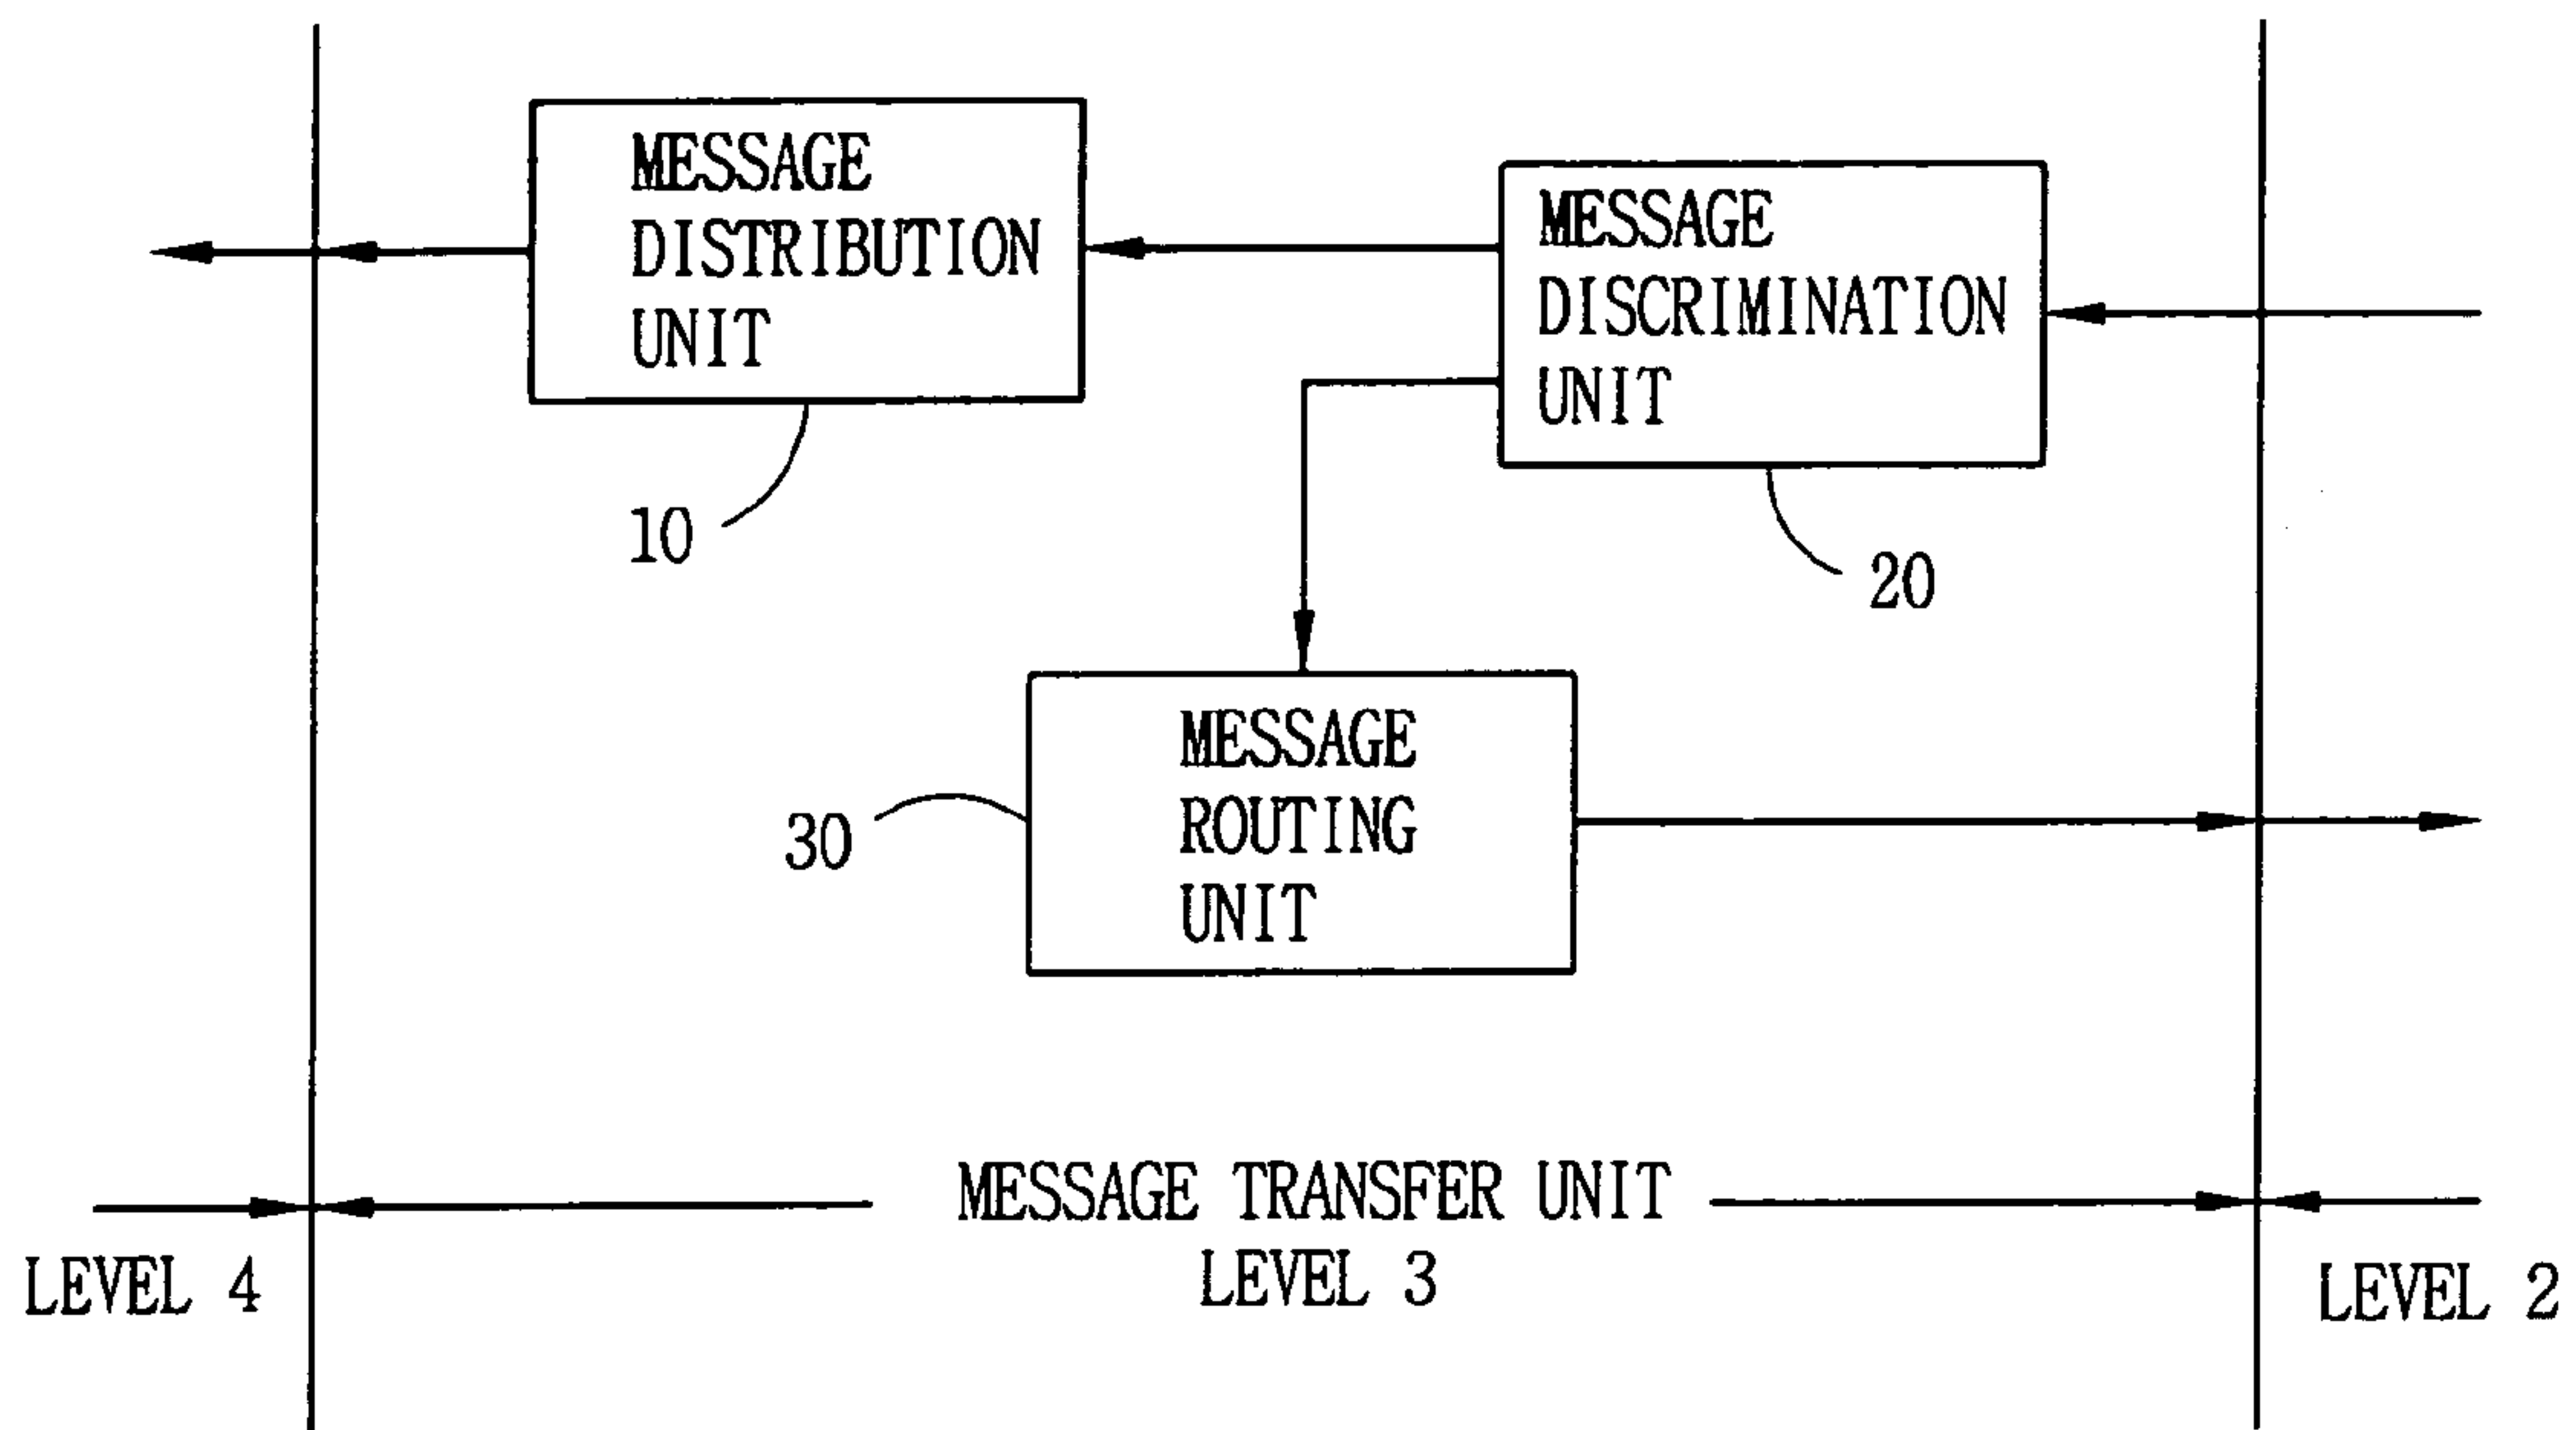 MESSAGE
DISTRIBUTION
UNIT
MESSAGE
DISCRIMINATION
UNIT
10
20
MESSAGE
ROUTING
UNIT
30
MESSAGE TRANSFER UNIT
LEVEL 3
LEVEL 4
LEVEL 2